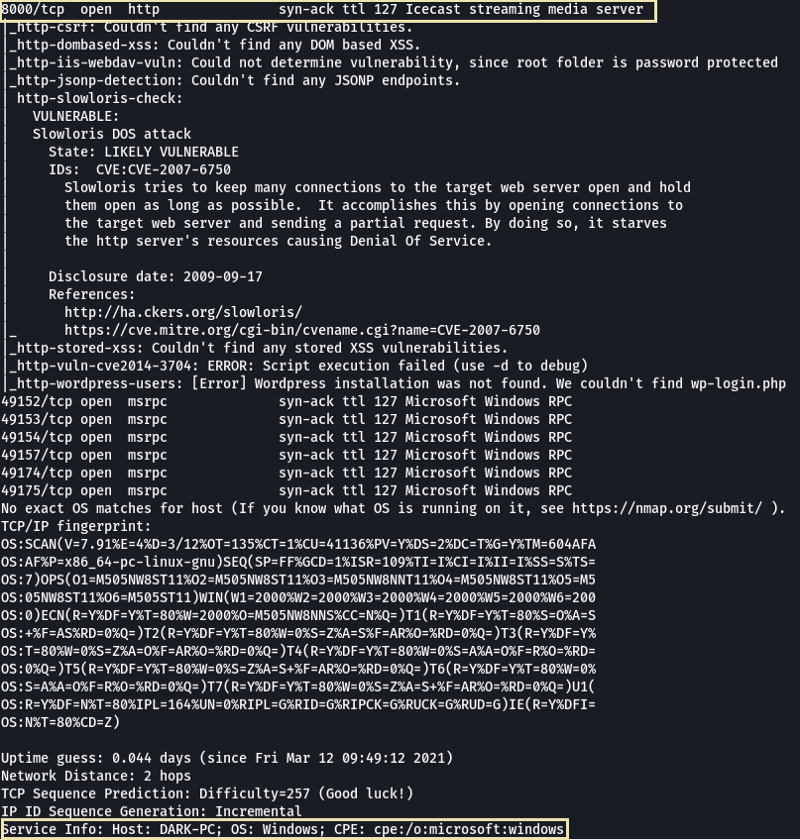 8000/tcp  open  http               syn-ack ttl 127 Icecast streaming media server
|_http-csrf: Couldn't find any CSRF vulnerabilities.
|_http-dombased-xss: Couldn't find any DOM based XSS.
|_http-iis-webdav-vuln: Could not determine vulnerability, since root folder is password protected
|_http-jsonp-detection: Couldn't find any JSONP endpoints.
| http-slowloris-check:
|   VULNERABLE:
|   Slowloris DOS attack
|     State: LIKELY VULNERABLE
|     IDs:  CVE:CVE-2007-6750
|       Slowloris tries to keep many connections to the target web server open and hold
|       them open as long as possible.  It accomplishes this by opening connections to
|       the target web server and sending a partial request. By doing so, it starves
|       the http server's resources causing Denial Of Service.
|
|     Disclosure date: 2009-09-17
|     References:
|       http://ha.ckers.org/slowloris/
|_      https://cve.mitre.org/cgi-bin/cvename.cgi?name=CVE-2007-6750
|_http-stored-xss: Couldn't find any stored XSS vulnerabilities.
|_http-vuln-cve2014-3704: ERROR: Script execution failed (use -d to debug)
|_http-wordpress-users: [Error] Wordpress installation was not found. We couldn't find wp-login.php
49152/tcp open  msrpc              syn-ack ttl 127 Microsoft Windows RPC
49153/tcp open  msrpc              syn-ack ttl 127 Microsoft Windows RPC
49154/tcp open  msrpc              syn-ack ttl 127 Microsoft Windows RPC
49157/tcp open  msrpc              syn-ack ttl 127 Microsoft Windows RPC
49174/tcp open  msrpc              syn-ack ttl 127 Microsoft Windows RPC
49175/tcp open  msrpc              syn-ack ttl 127 Microsoft Windows RPC
No exact OS matches for host (If you know what OS is running on it, see https://nmap.org/submit/ ).
TCP/IP fingerprint:
OS:SCAN(V=7.91%E=4%D=3/12%OT=135%CT=1%CU=41136%PV=Y%DS=2%DC=T%G=Y%TM=604AFA
OS:AF%P=x86_64-pc-linux-gnu)SEQ(SP=FF%GCD=1%ISR=109%TI=I%CI=I%II=I%SS=S%TS=
OS:7)OPS(O1=M505NW8ST11%O2=M505NW8ST11%O3=M505NW8NNT11%O4=M505NW8ST11%O5=M5
OS:05NW8ST11%O6=M505ST11)WIN(W1=2000%W2=2000%W3=2000%W4=2000%W5=2000%W6=200
OS:0)ECN(R=Y%DF=Y%T=80%W=2000%O=M505NW8NNS%CC=N%Q=)T1(R=Y%DF=Y%T=80%S=O%A=S
OS:+%F=AS%RD=0%Q=)T2(R=Y%DF=Y%T=80%W=0%S=Z%A=S%F=AR%O=%RD=0%Q=)T3(R=Y%DF=Y%
OS:T=80%W=0%S=Z%A=O%F=AR%O=%RD=0%Q=)T4(R=Y%DF=Y%T=80%W=0%S=A%A=O%F=R%O=%RD=
OS:0%Q=)T5(R=Y%DF=Y%T=80%W=0%S=Z%A=S+%F=AR%O=%RD=0%Q=)T6(R=Y%DF=Y%T=80%W=0%
OS:S=A%A=O%F=R%O=%RD=0%Q=)T7(R=Y%DF=Y%T=80%W=0%S=Z%A=S+%F=AR%O=%RD=0%Q=)U1(
OS:R=Y%DF=N%T=80%IPL=164%UN=0%RIPL=G%RID=G%RIPCK=G%RUCK=G%RUD=G)IE(R=Y%DFI=
OS:N%T=80%CD=Z)
Uptime guess: 0.044 days (since Fri Mar 12 09:49:12 2021)
Network Distance: 2 hops
TCP Sequence Prediction: Difficulty=257 (Good luck!)
IP ID Sequence Generation: Incremental
Service Info: Host: DARK-PC; OS: Windows; CPE: cpe:/o:microsoft:windows